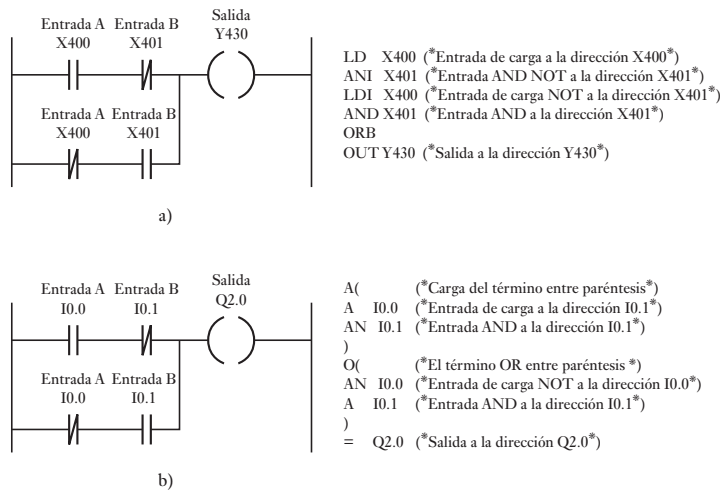 Entrada A Entrada B
X400 X401
Salida
Y430
Entrada A Entrada B
X400 X401
LD X400 (*Entrada de carga a la dirección X400*)
ANI X401 (*Entrada AND NOT a la dirección X401*)
LDI X400 (*Entrada de carga NOT a la dirección X401*)
AND X401 (*Entrada AND a la dirección X401*)
ORB
OUT Y430 (*Salida a la dirección Y430*)
a)
Entrada A Entrada B
I0.0 I0.1
Salida
Q2.0
Entrada A Entrada B
I0.0 I0.1
A( (*Carga del término entre paréntesis*)
A I0.0 (*Entrada de carga a la dirección I0.1*)
AN I0.1 (*Entrada AND a la dirección I0.1*)
)
O( (*El término OR entre paréntesis *)
AN I0.0 (*Entrada de carga NOT a la dirección I0.0*)
A I0.1 (*Entrada AND a la dirección I0.1*)
)
= Q2.0 (*Salida a la dirección Q2.0*)
b)